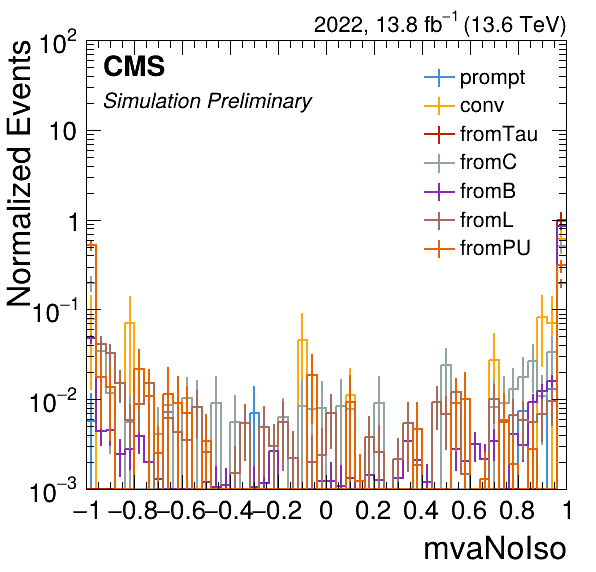 2022, 13.8 fb⁻¹ (13.6 TeV)
CMS
Simulation Preliminary
prompt
conv
fromTau
fromC
fromB
fromL
fromPU
Normalized Events
10²
10
1
10⁻¹
10⁻²
10⁻³
−1 −0.8 −0.6 −0.4 −0.2 0 0.2 0.4 0.6 0.8 1
mvaNoIso